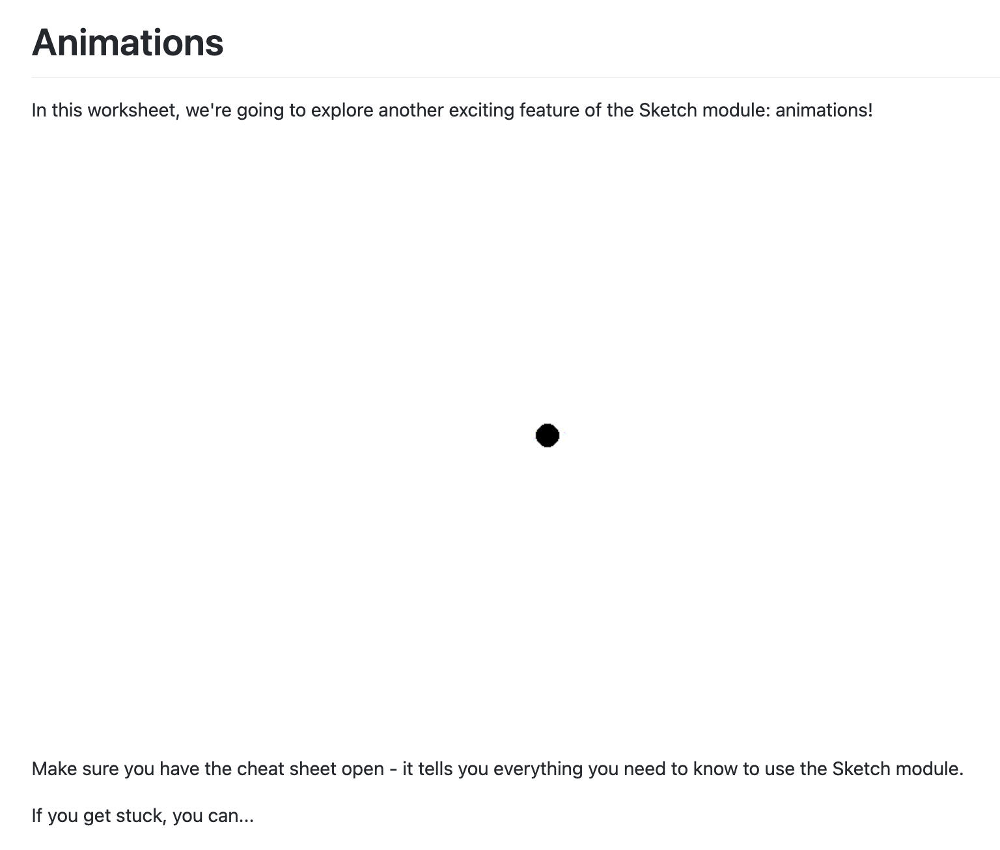 Animations
In this worksheet, we're going to explore another exciting feature of the Sketch module: animations!
Make sure you have the cheat sheet open - it tells you everything you need to know to use the Sketch module.
If you get stuck, you can...